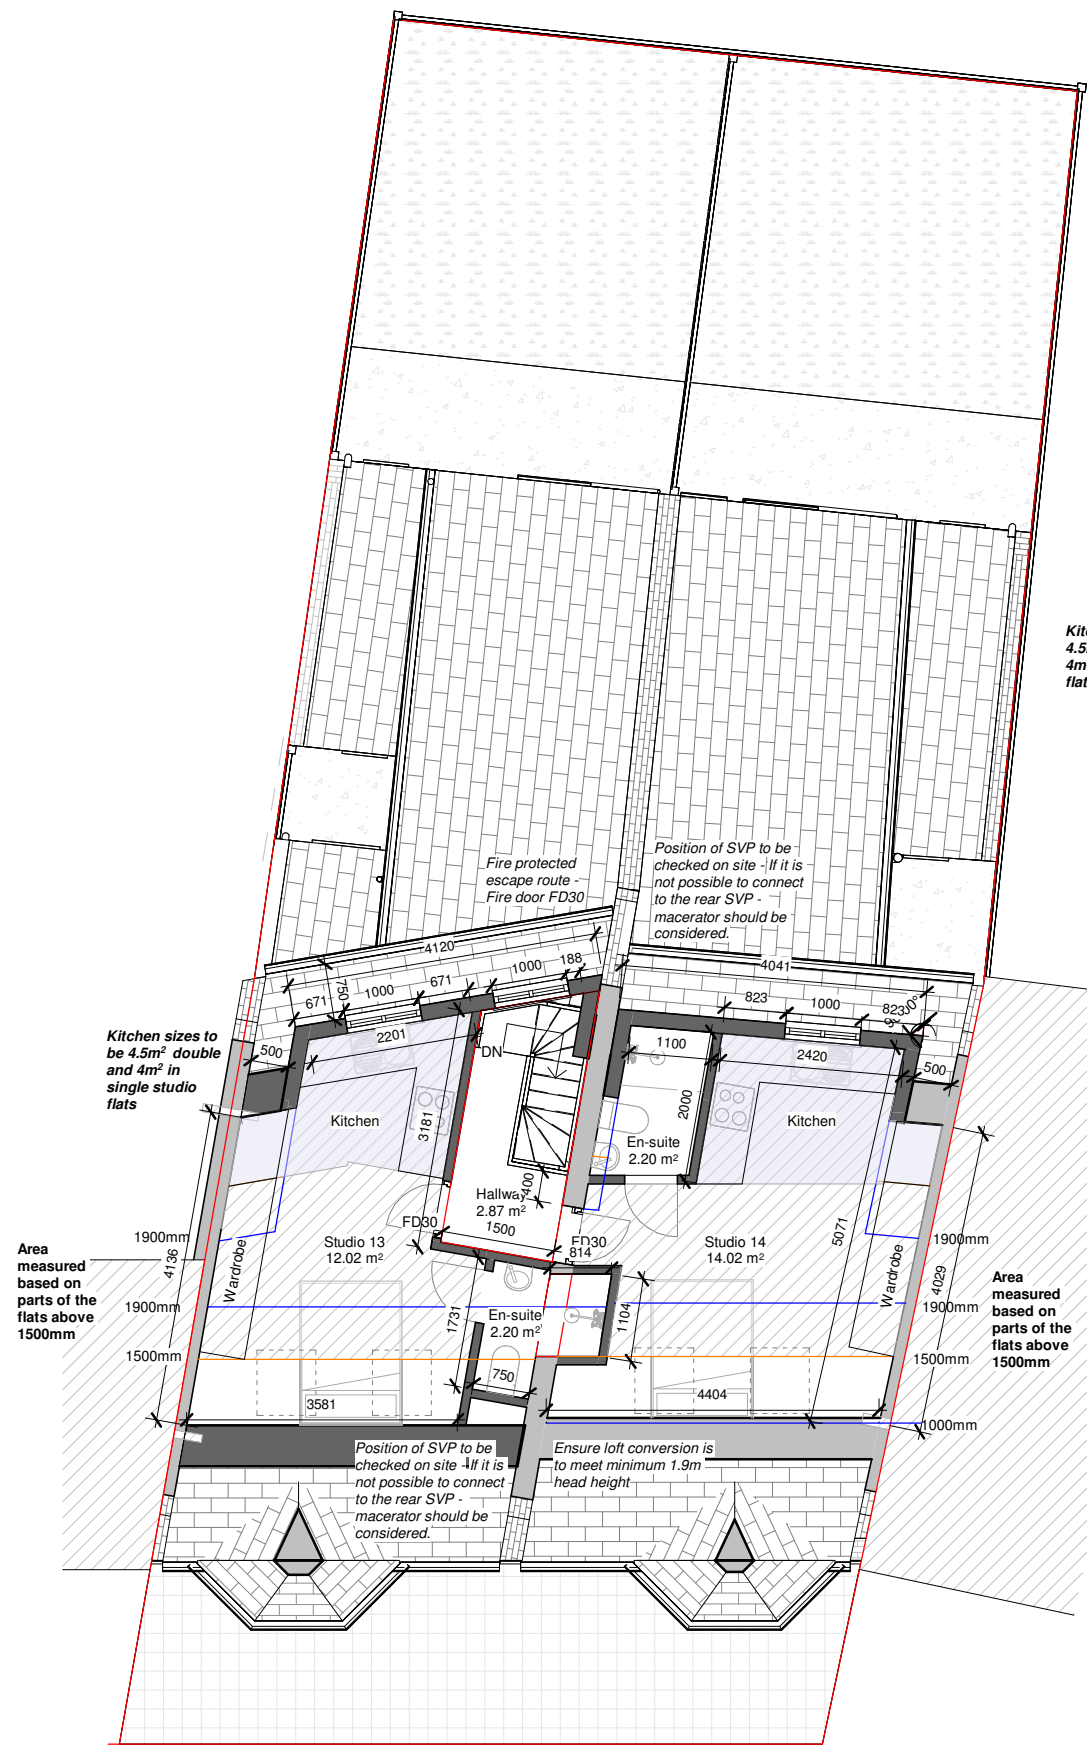 Kit
4.5
4m
flat
Fire protected
escape route -
Fire door FD30
Position of SVP to be
checked on site - If it is
not possible to connect
to the rear SVP -
macerator should be
considered.
4120
4041
750
671
1000
671
1000
188
823
1000
823
2201
500
DN
1100
2420
500
2000
Kitchen sizes to
be 4.5m² double
and 4m² in
single studio
flats
Kitchen
3181
Kitchen
En-suite
2.20 m²
400
Hallway
2.87 m²
1500
FD30
FD30
814
Studio 13
12.02 m²
Studio 14
14.02 m²
5071
1900mm
4136
Wardrobe
Wardrobe
1900mm
4029
Area
measured
based on
parts of the
flats above
1500mm
1900mm
1500mm
1731
En-suite
2.20 m²
1104
750
1900mm
1500mm
1000mm
Area
measured
based on
parts of the
flats above
1500mm
3581
4404
Position of SVP to be
checked on site - If it is
not possible to connect
to the rear SVP -
macerator should be
considered.
Ensure loft conversion is
to meet minimum 1.9m
head height